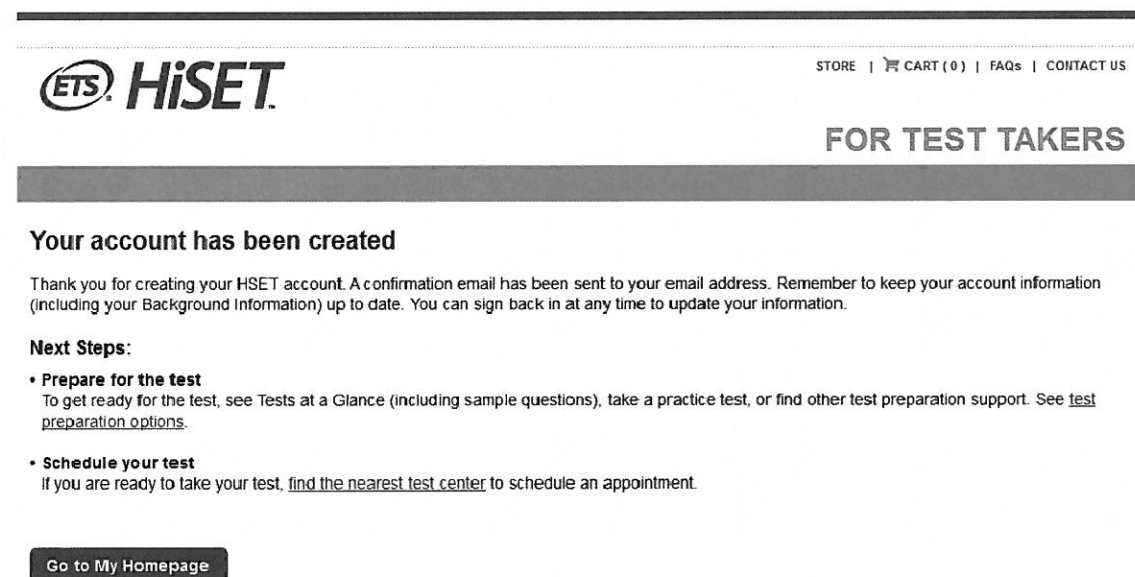 ETS HiSET
STORE | CART (0) | FAQs | CONTACT US
FOR TEST TAKERS
Your account has been created
Thank you for creating your HSET account. A confirmation email has been sent to your email address. Remember to keep your account information
(including your Background Information) up to date. You can sign back in at any time to update your information.
Next Steps:
• Prepare for the test
To get ready for the test, see Tests at a Glance (including sample questions), take a practice test, or find other test preparation support. See test
preparation options.
• Schedule your test
If you are ready to take your test, find the nearest test center to schedule an appointment.
Go to My Homepage